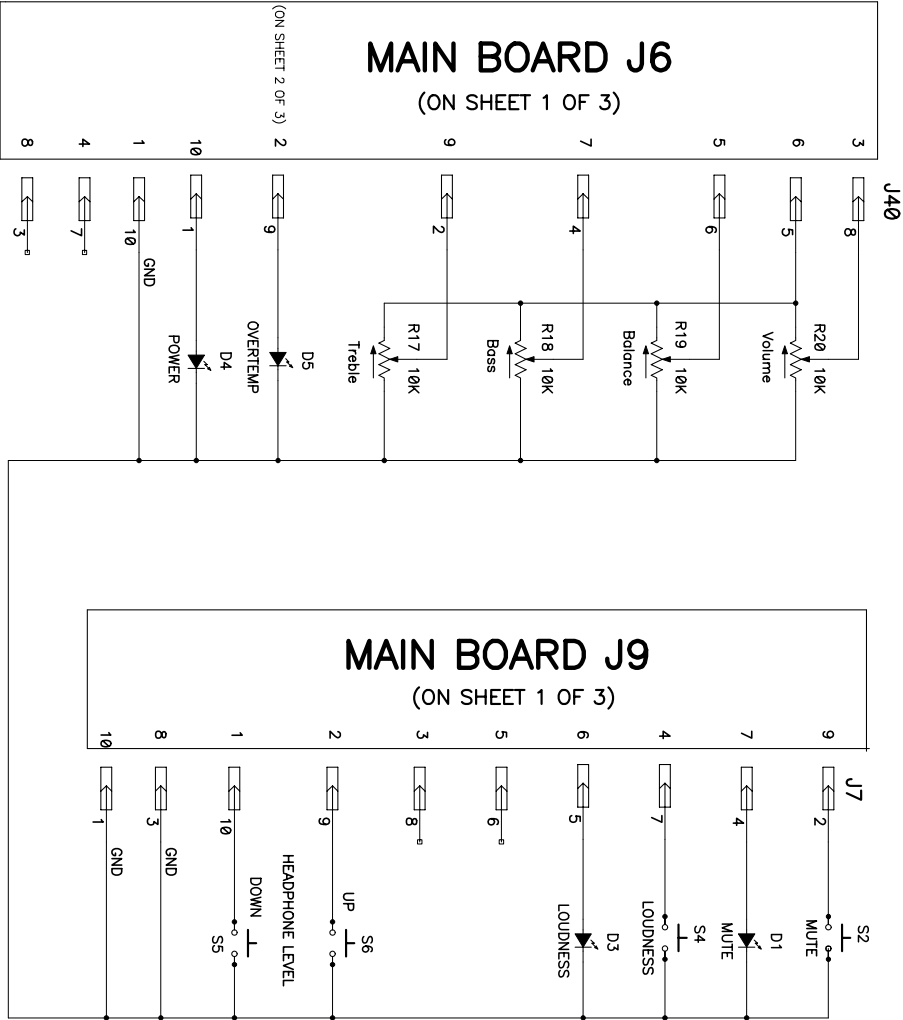 MAIN BOARD J6
(ON SHEET 1 OF 3)
(ON SHEET 2 OF 3)
8
4
1
10
2
9
7
5
6
3
J40
3
7
10
1
9
2
4
6
5
8
GND
D4
POWER
D5
OVERTEMP
R17
10K
Treble
R18
10K
Bass
R19
10K
Balance
R20
10K
Volume
MAIN BOARD J9
(ON SHEET 1 OF 3)
10
8
1
2
3
5
6
4
7
9
J7
1
3
10
9
8
6
5
7
4
2
GND
GND
DOWN
S5
HEADPHONE LEVEL
UP
S6
D3
LOUDNESS
S4
LOUDNESS
D1
MUTE
S2
MUTE